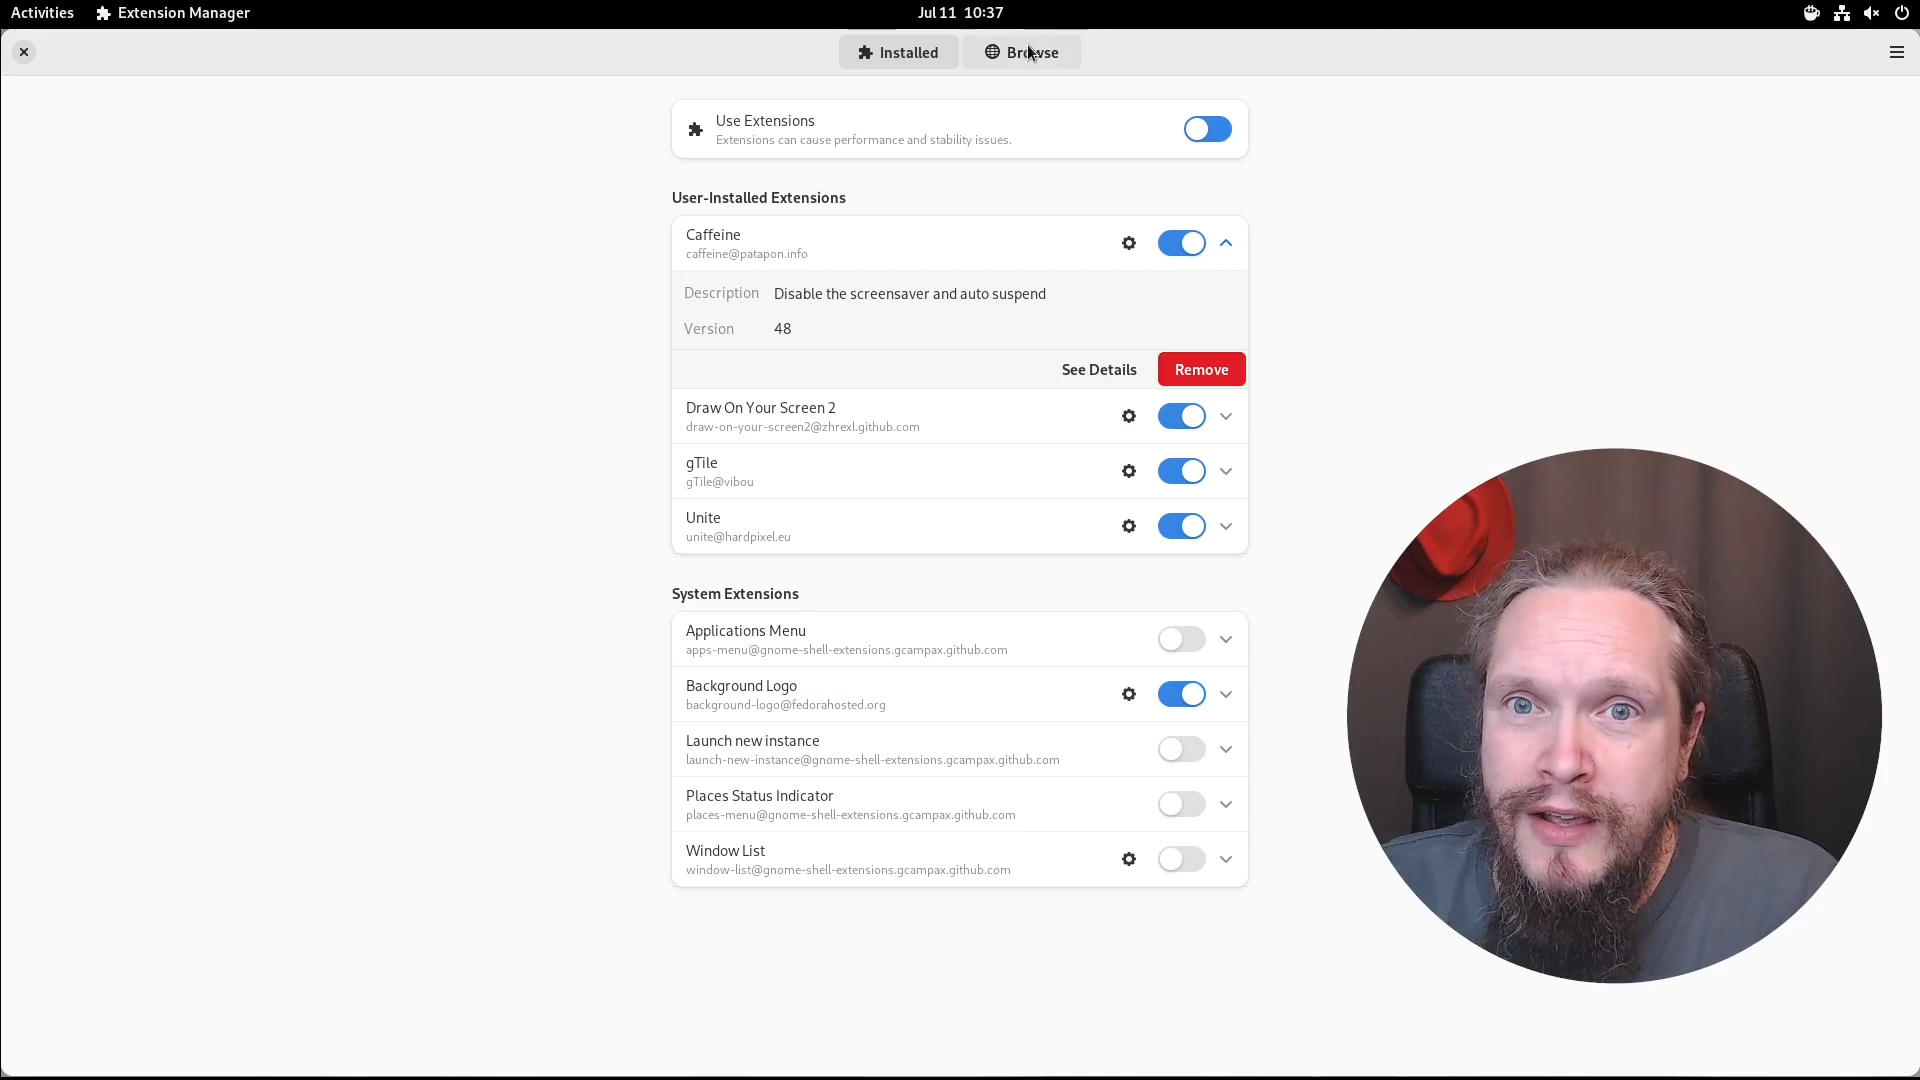 Activities
Extension Manager
Jul 11 10:37
Installed
Browse
Use Extensions
Extensions can cause performance and stability issues.
User-Installed Extensions
Caffeine
caffeine@patapon.info
Description Disable the screensaver and auto suspend
Version 48
See Details
Remove
Draw On Your Screen 2
draw-on-your-screen2@zhrexl.github.com
gTile
gTile@vibou
Unite
unite@hardpixel.eu
System Extensions
Applications Menu
apps-menu@gnome-shell-extensions.gcampax.github.com
Background Logo
background-logo@fedorahosted.org
Launch new instance
launch-new-instance@gnome-shell-extensions.gcampax.github.com
Places Status Indicator
places-menu@gnome-shell-extensions.gcampax.github.com
Window List
window-list@gnome-shell-extensions.gcampax.github.com